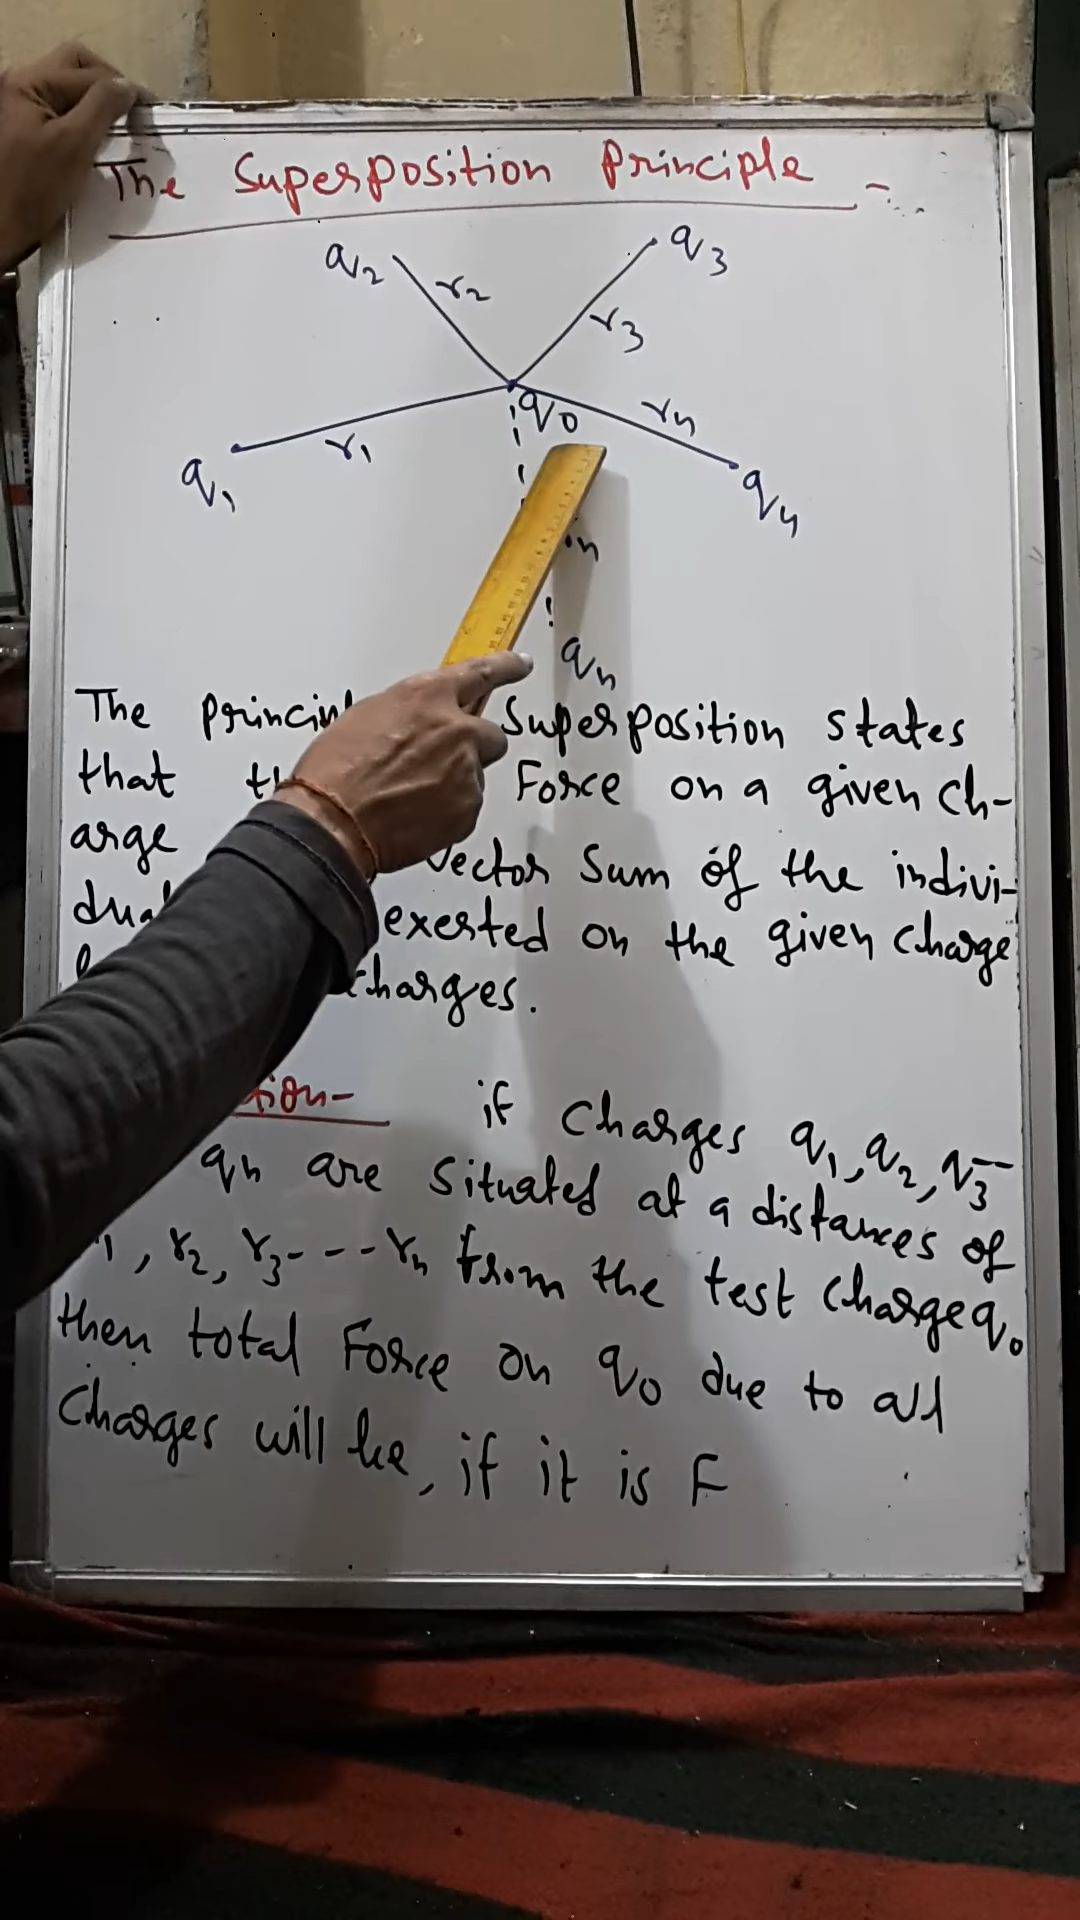 The Superposition Principle -
q2 r2 r3 q3
q0
r1 r4
q1 q4
qn
The Superposition states
that Force on a given ch-
arge Vector Sum of the indivi-
exerted on the given charge
charges.
if charges q1, q2, q3 --
qn are situated at a distances of
r1, r2, r3 - - - - rn from the test charge q0
then total Force on q0 due to all
charges will be, if it is F